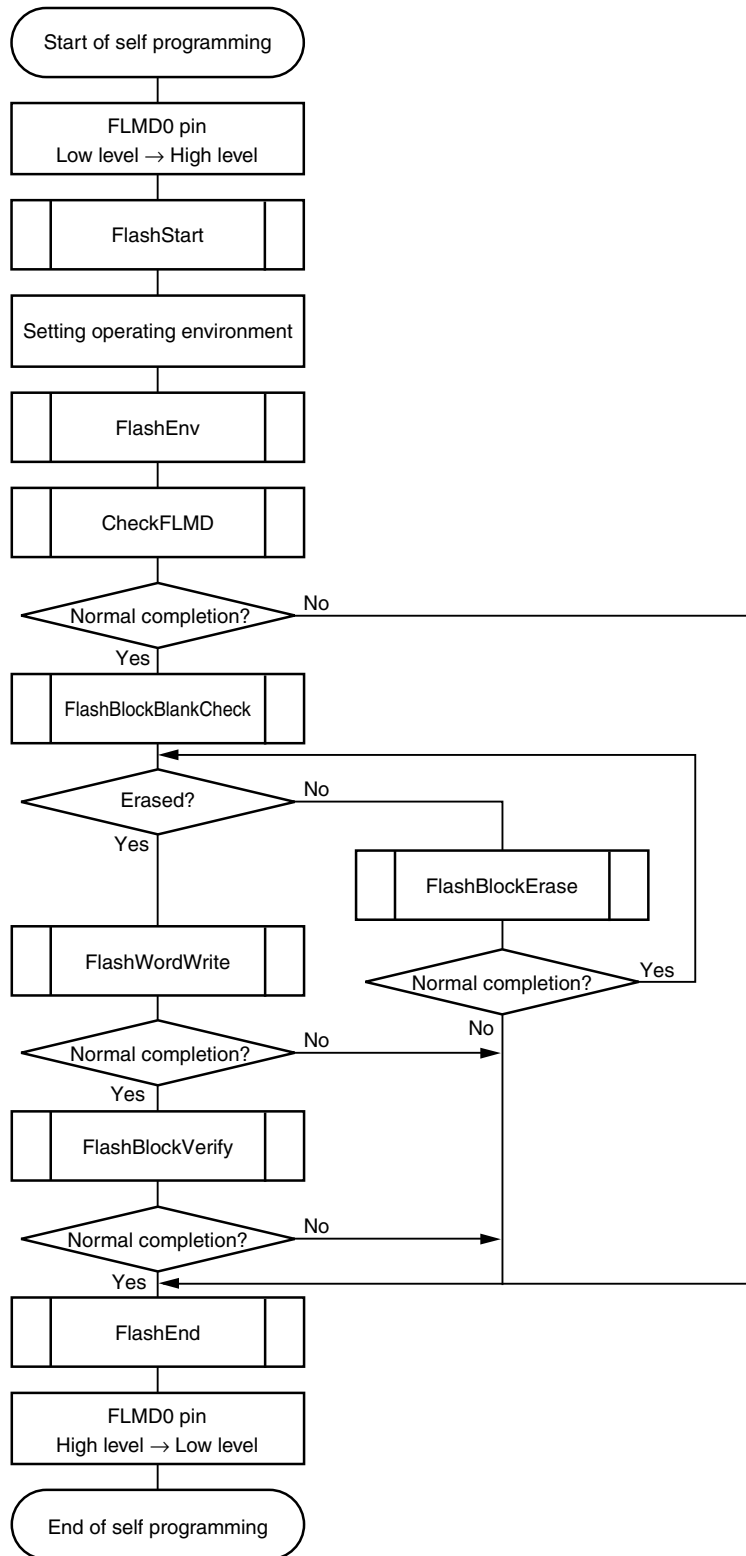 Start of self programming
FLMD0 pin
Low level → High level
FlashStart
Setting operating environment
FlashEnv
CheckFLMD
Normal completion?
No
Yes
FlashBlockBlankCheck
Erased?
No
Yes
FlashBlockErase
Normal completion?
Yes
No
FlashWordWrite
Normal completion?
No
Yes
FlashBlockVerify
Normal completion?
No
Yes
FlashEnd
FLMD0 pin
High level → Low level
End of self programming